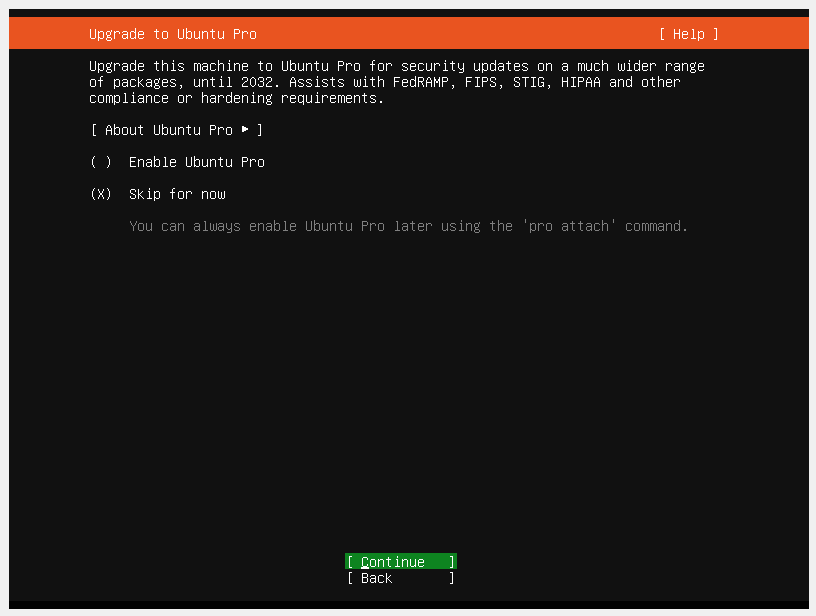 Upgrade to Ubuntu Pro [ Help ]
Upgrade this machine to Ubuntu Pro for security updates on a much wider range
of packages, until 2032. Assists with FedRAMP, FIPS, STIG, HIPAA and other
compliance or hardening requirements.
[ About Ubuntu Pro ► ]
( ) Enable Ubuntu Pro
(X) Skip for now
You can always enable Ubuntu Pro later using the 'pro attach' command.
[ Continue ]
[ Back ]